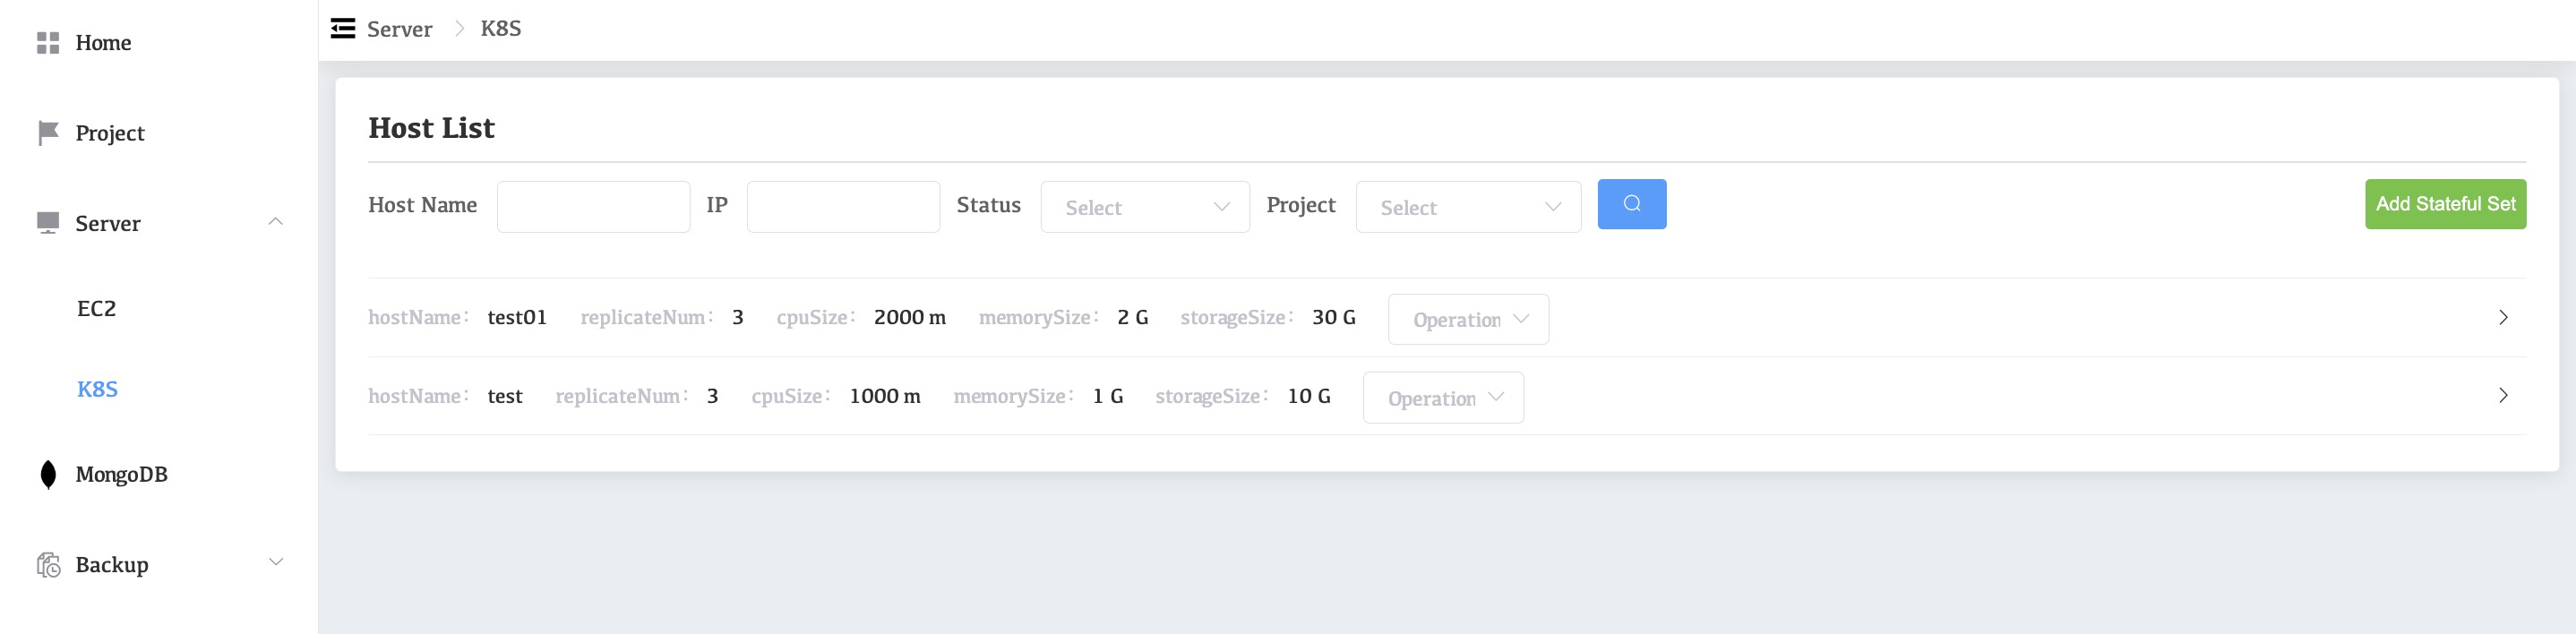 Home
Project
Server
EC2
K8S
MongoDB
Backup
Server > K8S
Host List
Host Name IP Status Select Project Select Add Stateful Set
hostName: test01 replicateNum: 3 cpuSize: 2000 m memorySize: 2 G storageSize: 30 G Operation
hostName: test replicateNum: 3 cpuSize: 1000 m memorySize: 1 G storageSize: 10 G Operation